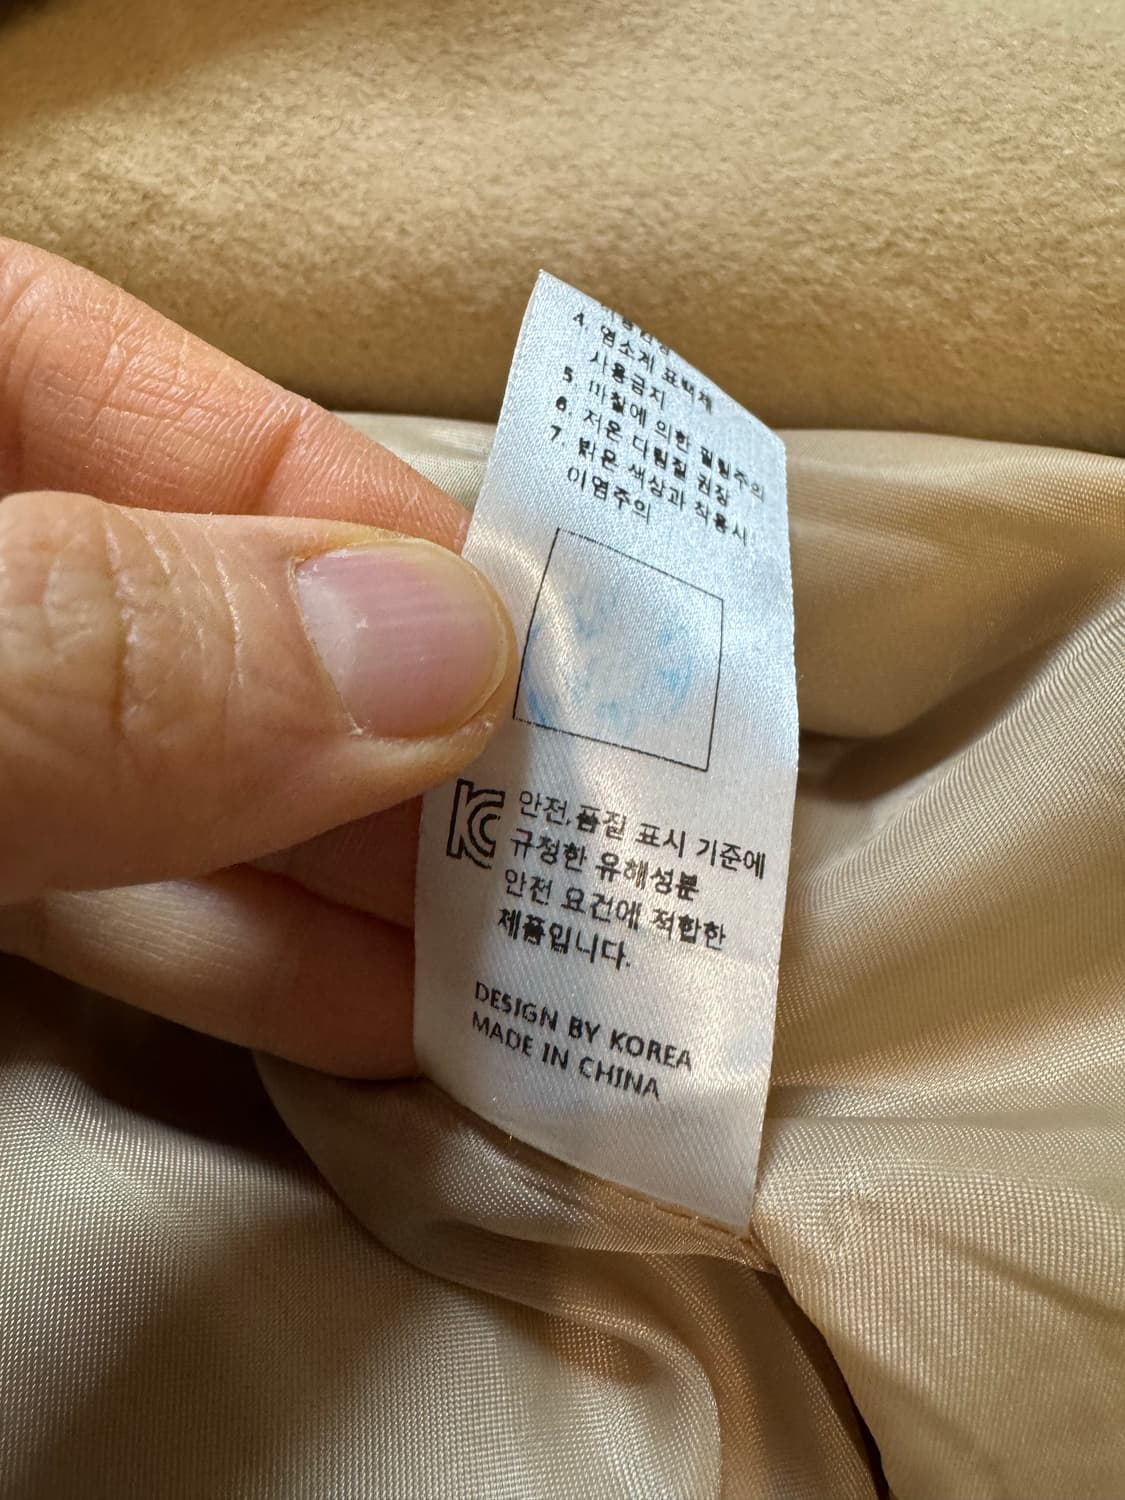 4. 염소계 표백제
사용금지
5. 마찰에 의한 필링주의
6. 저온 다림질 권장
7. 밝은 색상과 착용시
이염주의
KC
안전,품질 표시 기준에
규정한 유해성분
안전 요건에 적합한
제품입니다.
DESIGN BY KOREA
MADE IN CHINA